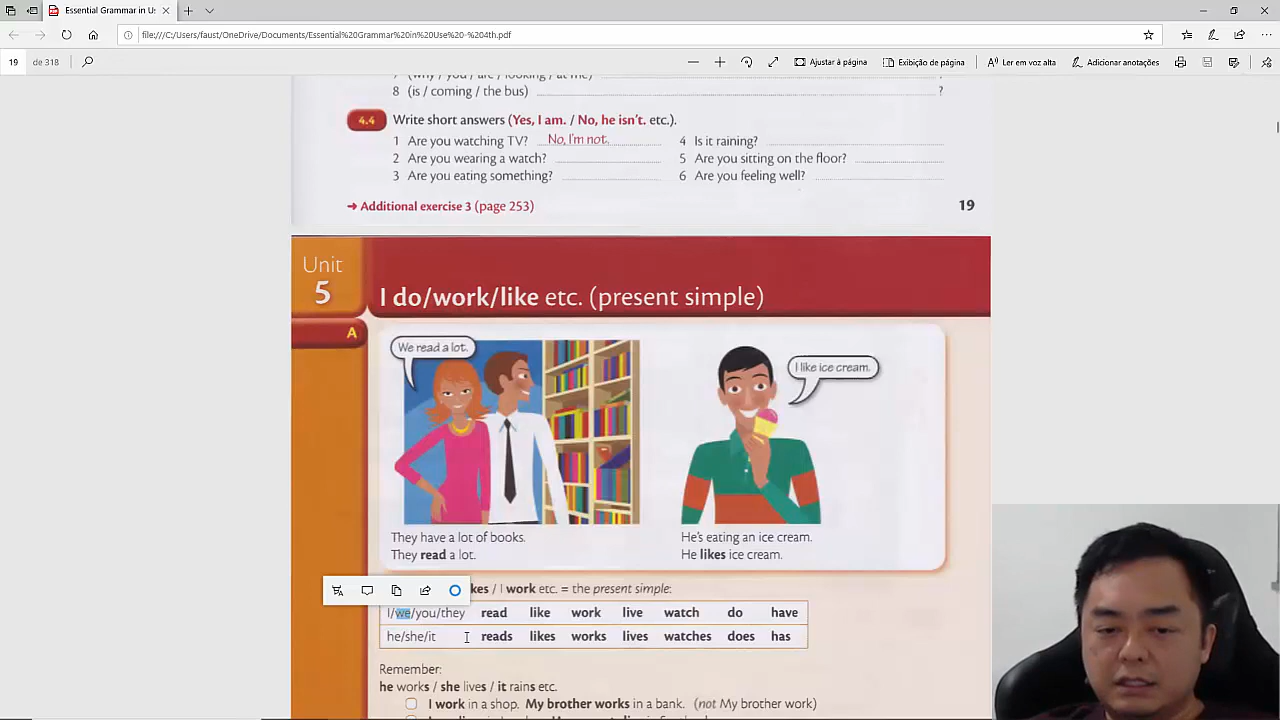 Essential Grammar in Us
file:///C:/Users/faust/OneDrive/Documents/Essential%20Grammar%20in%20Use%20-%204th.pdf
19 de 318
Ajustar à página
Exibição de página
Ler em voz alta
Adicionar anotações
7 (why / you / are / looking / at me) ?
8 (is / coming / the bus) ?
4.4 Write short answers (Yes, I am. / No, he isn't. etc.).
1 Are you watching TV? No, I'm not.
2 Are you wearing a watch?
3 Are you eating something?
4 Is it raining?
5 Are you sitting on the floor?
6 Are you feeling well?
➜ Additional exercise 3 (page 253)
19
Unit
5
I do/work/like etc. (present simple)
A
We read a lot.
I like ice cream.
They have a lot of books.
They read a lot.
He's eating an ice cream.
He likes ice cream.
kes / I work etc. = the present simple:
I/we/you/they read like work live watch do have
he/she/it reads likes works lives watches does has
Remember:
he works / she lives / it rains etc.
I work in a shop. My brother works in a bank. (not My brother work)